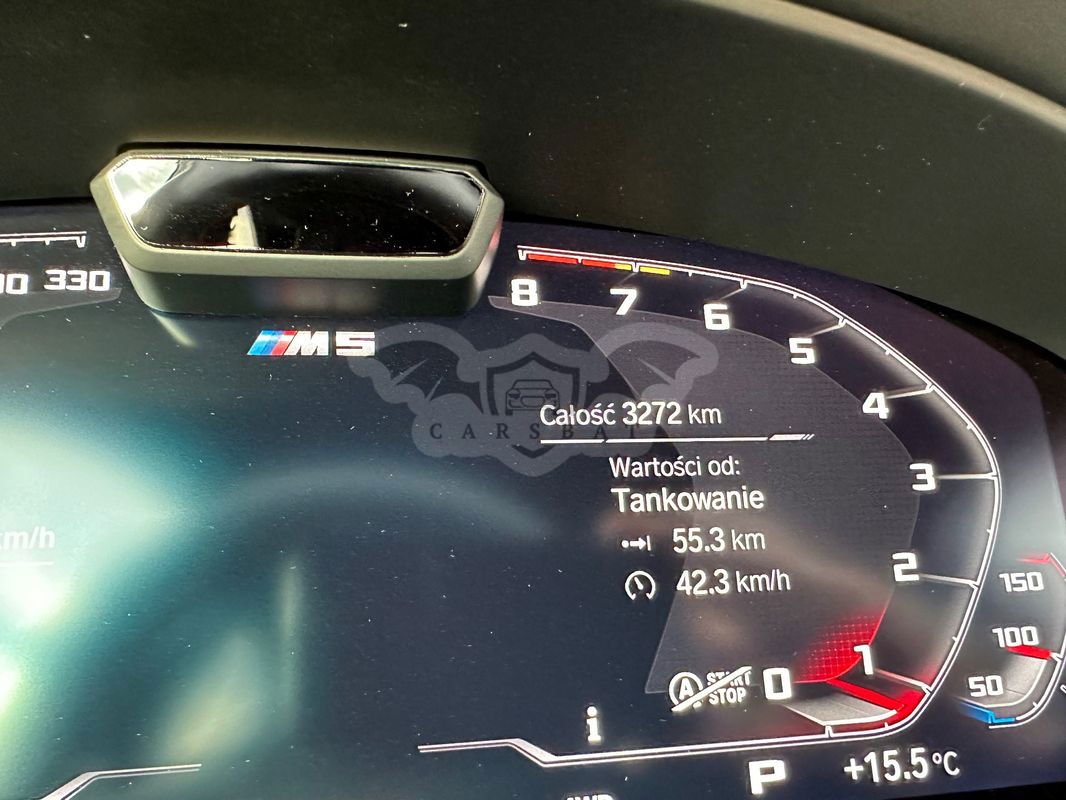 330
M5
8
7
6
5
4
3
2
1
0
CARSBAT
Całość 3272 km
Wartości od:
Tankowanie
55.3 km
42.3 km/h
km/h
A START
STOP
150
100
50
i
P
+15.5°C